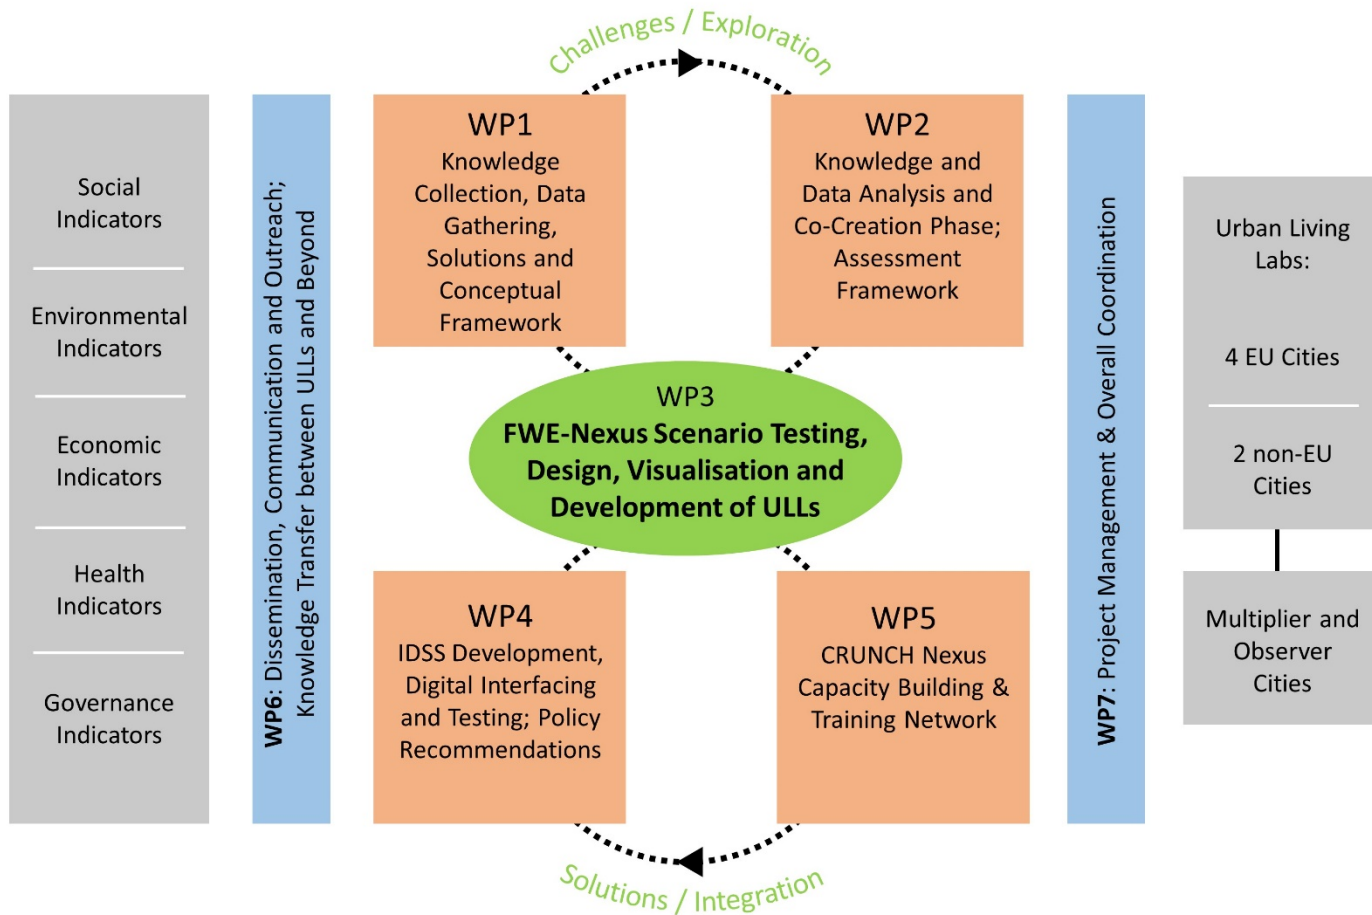 Challenges / Exploration
Social
Indicators
Environmental
Indicators
Economic
Indicators
Health
Indicators
Governance
Indicators
WP6: Dissemination, Communication and Outreach;
Knowledge Transfer between ULLs and Beyond
WP1
Knowledge
Collection, Data
Gathering,
Solutions and
Conceptual
Framework
WP2
Knowledge and
Data Analysis and
Co-Creation Phase;
Assessment
Framework
WP3
FWE-Nexus Scenario Testing,
Design, Visualisation and
Development of ULLs
WP4
IDSS Development,
Digital Interfacing
and Testing; Policy
Recommendations
WP5
CRUNCH Nexus
Capacity Building &
Training Network
WP7: Project Management & Overall Coordination
Urban Living
Labs:
4 EU Cities
2 non-EU
Cities
Multiplier and
Observer
Cities
Solutions / Integration